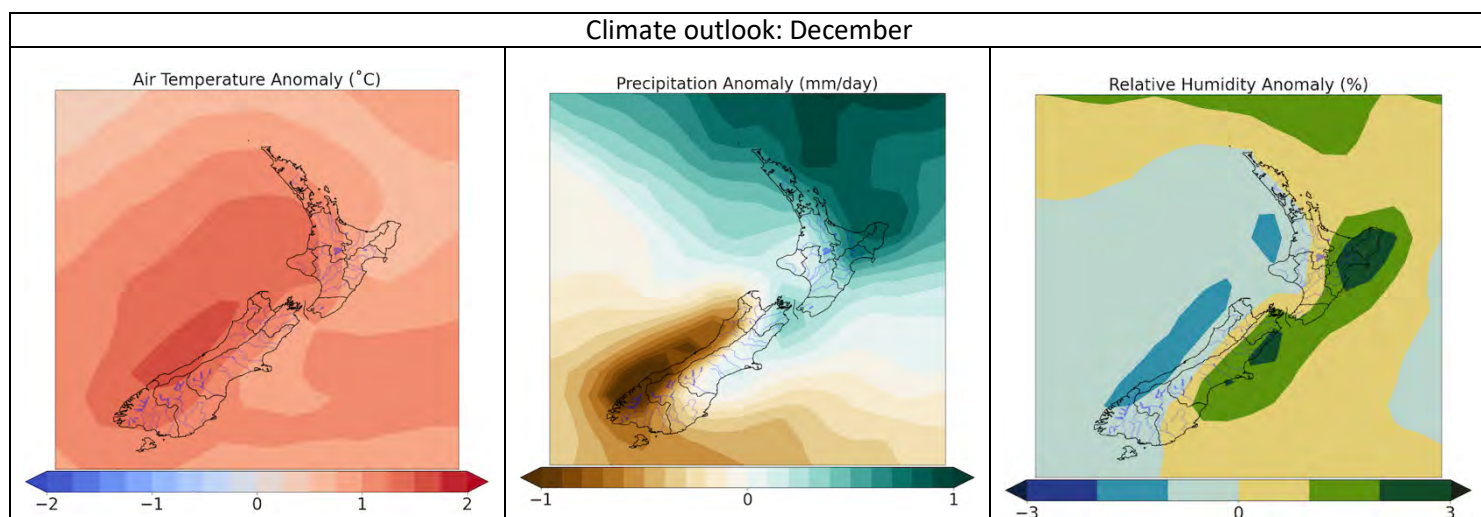 Climate outlook: December
Air Temperature Anomaly (˚C)
−2 −1 0 1 2
Precipitation Anomaly (mm/day)
−1 0 1
Relative Humidity Anomaly (%)
−3 0 3